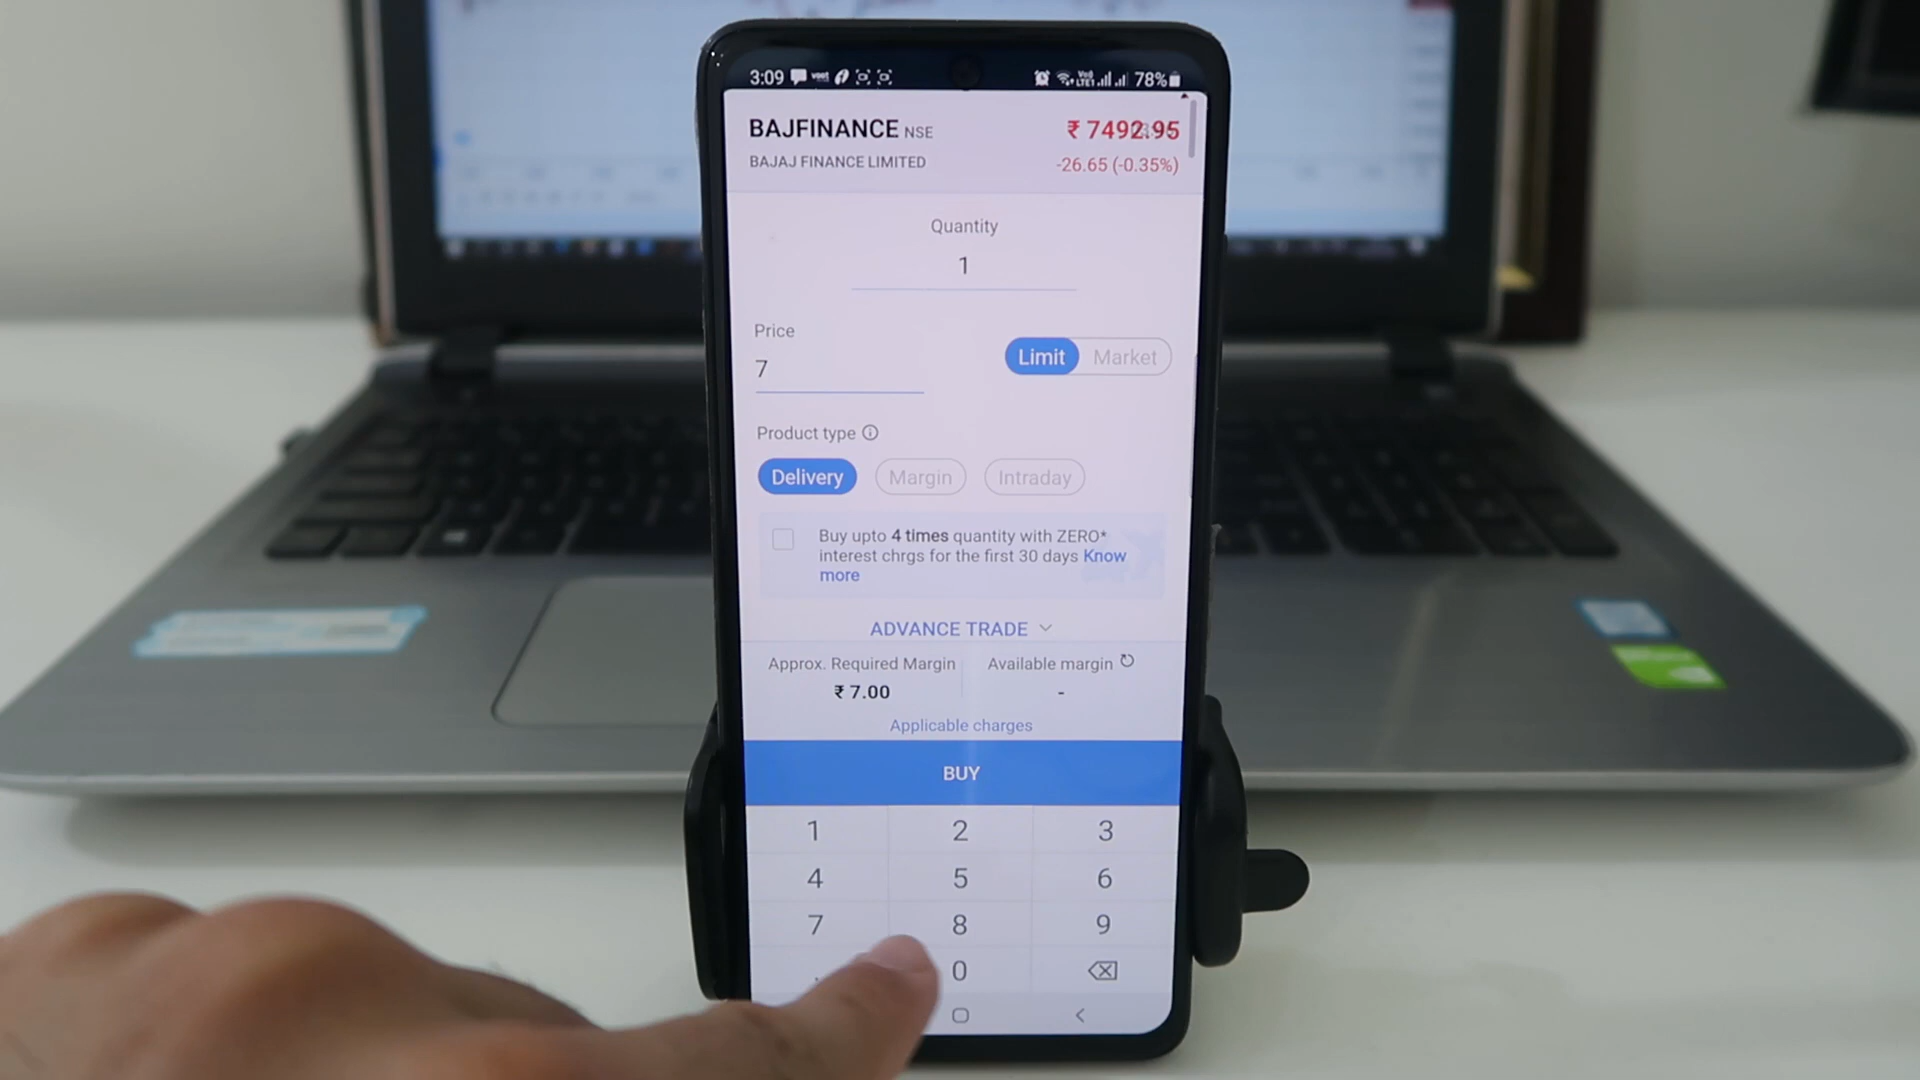 3:09 78%
BAJFINANCE NSE ₹ 7492.95
BAJAJ FINANCE LIMITED -26.65 (-0.35%)
Quantity
1
Price
7
Limit Market
Product type
Delivery Margin Intraday
Buy upto 4 times quantity with ZERO*
interest chrgs for the first 30 days Know
more
ADVANCE TRADE
Approx. Required Margin Available margin
₹ 7.00 -
Applicable charges
BUY
1 2 3
4 5 6
7 8 9
. 0